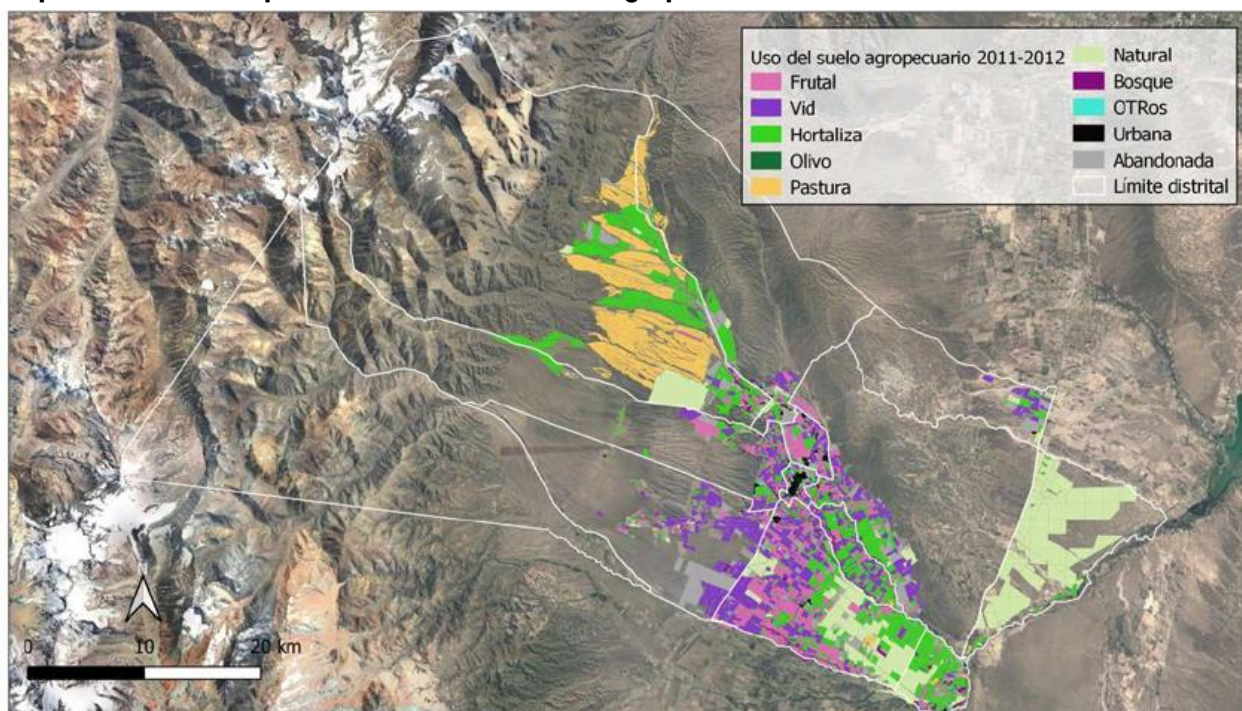 Uso del suelo agropecuario 2011-2012
Frutal
Vid
Hortaliza
Olivo
Pastura
Natural
Bosque
OTRos
Urbana
Abandonada
Límite distrital
0 10 20 km